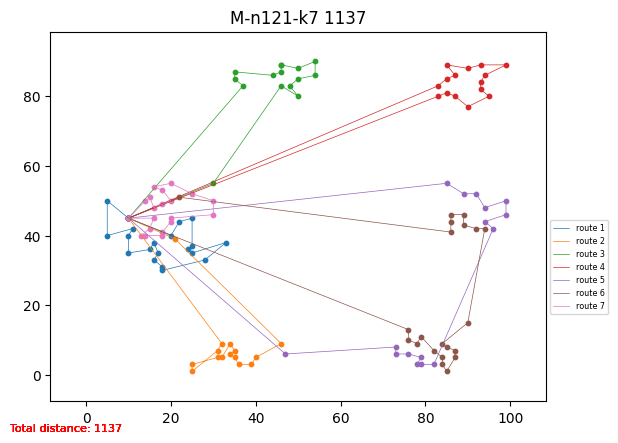 M-n121-k7 1137
80
60
40
20
0
0 20 40 60 80 100
route 1
route 2
route 3
route 4
route 5
route 6
route 7
Total distance: 1137